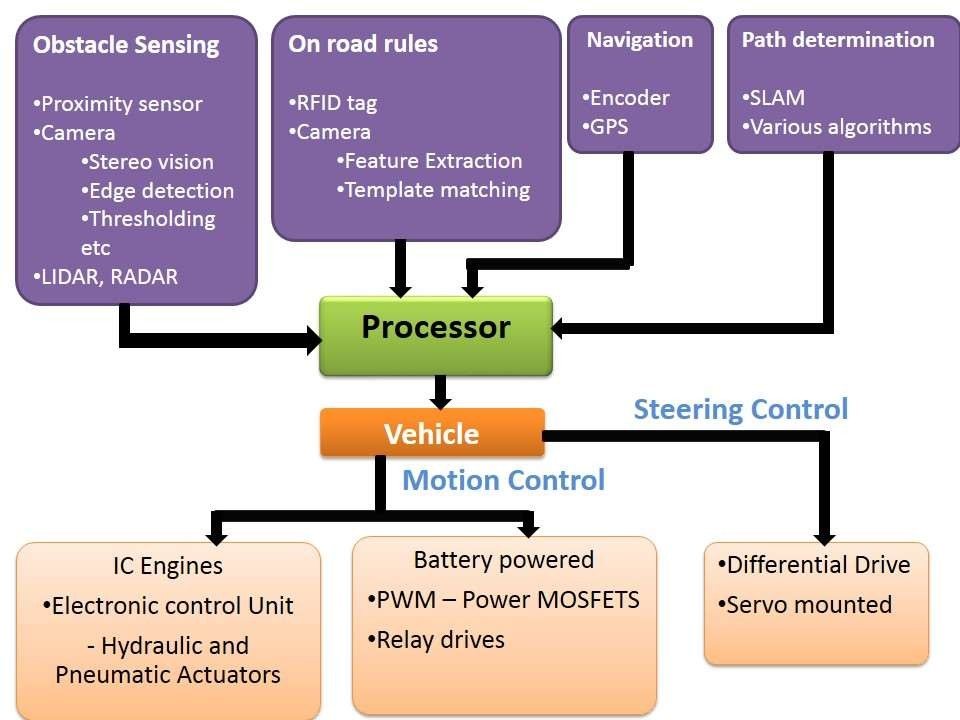 Obstacle Sensing
•Proximity sensor
•Camera
•Stereo vision
•Edge detection
•Thresholding
etc
•LIDAR, RADAR
On road rules
•RFID tag
•Camera
•Feature Extraction
•Template matching
Navigation
•Encoder
•GPS
Path determination
•SLAM
•Various algorithms
Processor
Vehicle
Steering Control
Motion Control
IC Engines
•Electronic control Unit
- Hydraulic and
Pneumatic Actuators
Battery powered
•PWM – Power MOSFETS
•Relay drives
•Differential Drive
•Servo mounted